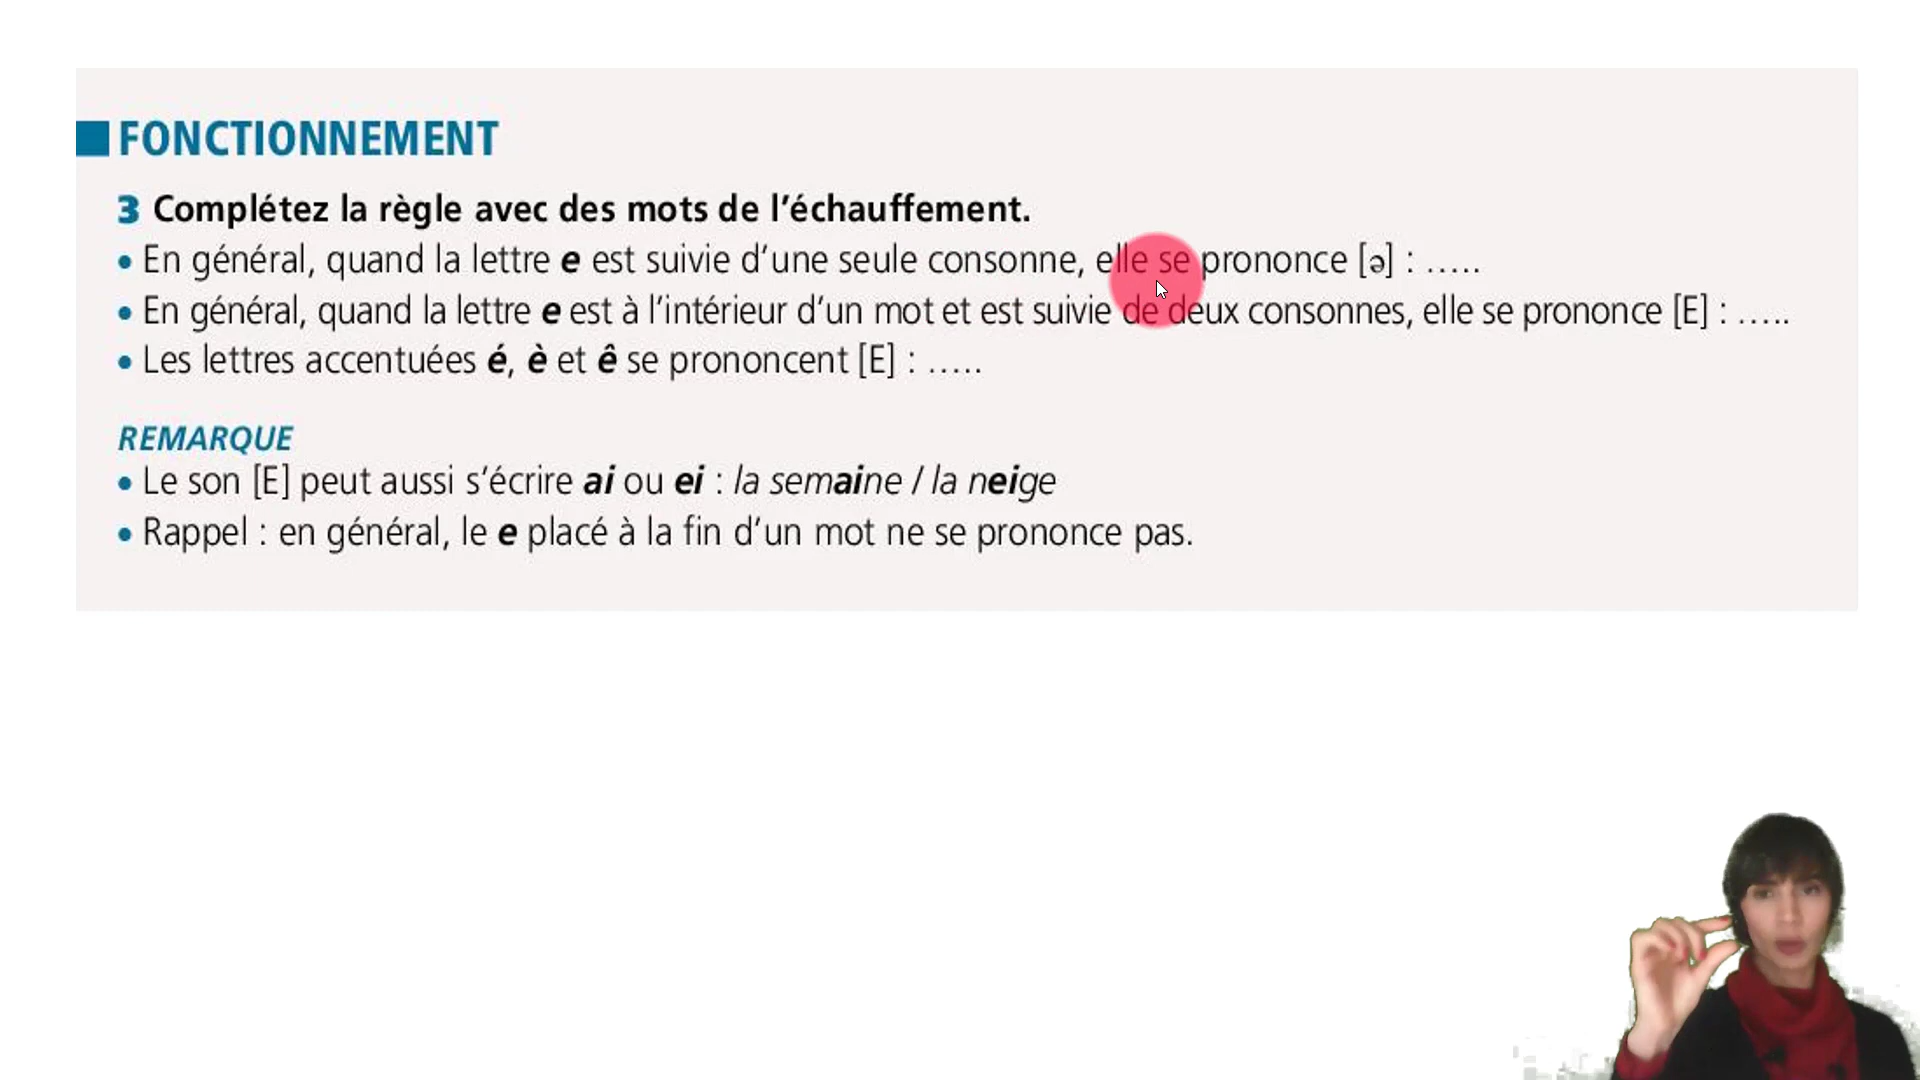 FONCTIONNEMENT
3 Complétez la règle avec des mots de l'échauffement.
• En général, quand la lettre e est suivie d'une seule consonne, elle se prononce [ə] : …..
• En général, quand la lettre e est à l'intérieur d'un mot et est suivie de deux consonnes, elle se prononce [E] : …..
• Les lettres accentuées é, è et ê se prononcent [E] : …..
REMARQUE
• Le son [E] peut aussi s'écrire ai ou ei : la semaine / la neige
• Rappel : en général, le e placé à la fin d'un mot ne se prononce pas.